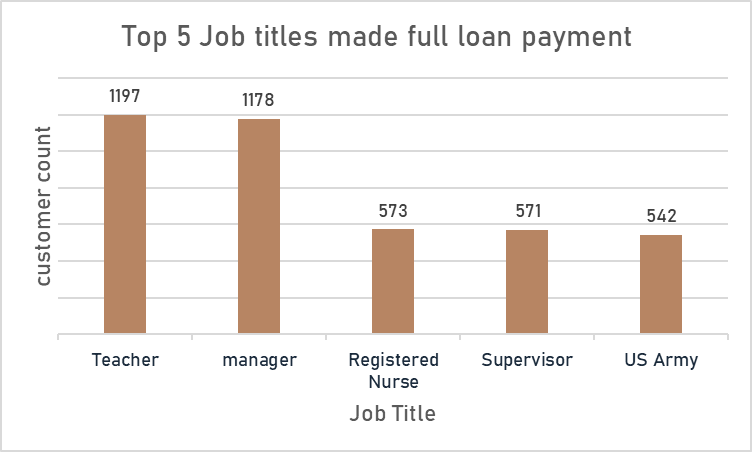 Top 5 Job titles made full loan payment
customer count
1197
1178
573
571
542
Teacher
manager
Registered
Nurse
Supervisor
US Army
Job Title